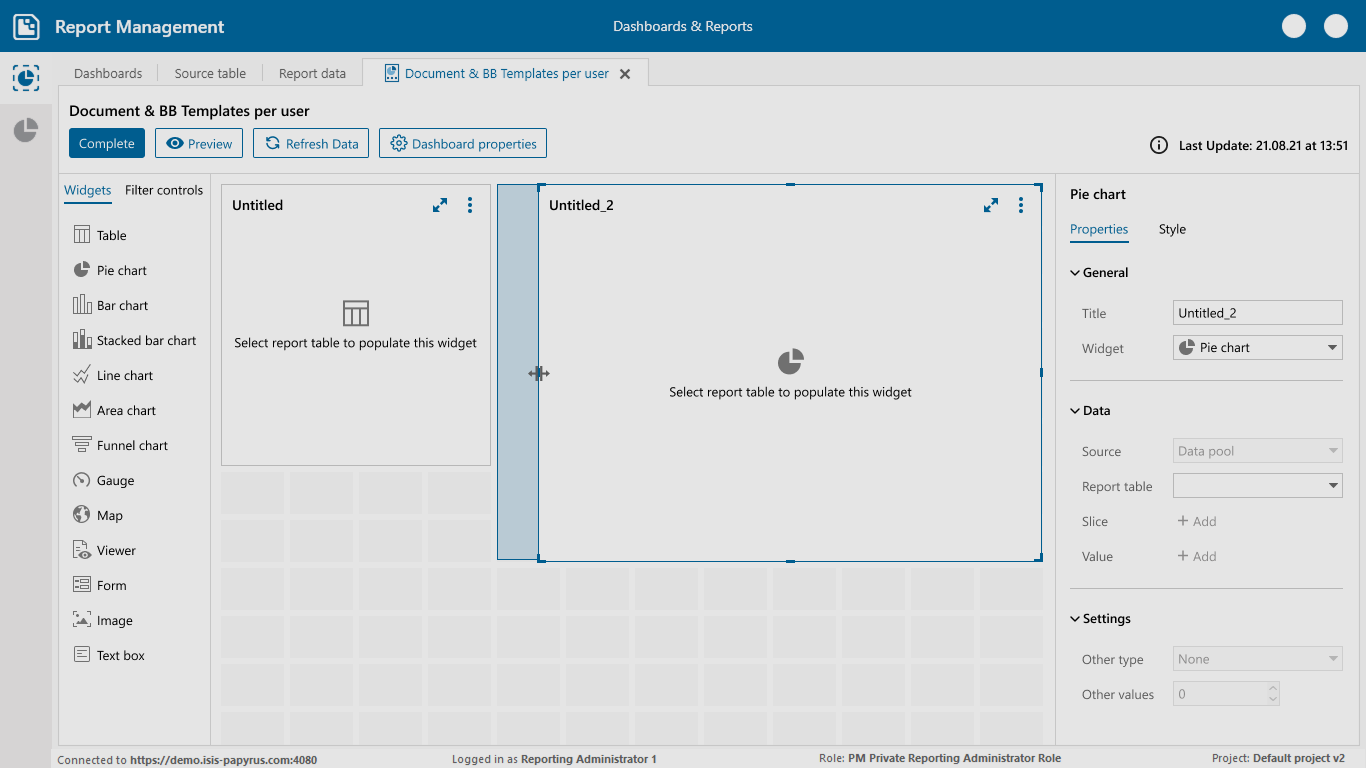 Report Management
Dashboards & Reports
Dashboards
Source table
Report data
Document & BB Templates per user
Document & BB Templates per user
Complete
Preview
Refresh Data
Dashboard properties
Last Update: 21.08.21 at 13:51
Widgets
Filter controls
Table
Pie chart
Bar chart
Stacked bar chart
Line chart
Area chart
Funnel chart
Gauge
Map
Viewer
Form
Image
Text box
Untitled
Select report table to populate this widget
Untitled_2
Select report table to populate this widget
Pie chart
Properties
Style
General
Title
Untitled_2
Widget
Pie chart
Data
Source
Data pool
Report table
Slice
+ Add
Value
+ Add
Settings
Other type
None
Other values
0
Connected to https://demo.isis-papyrus.com:4080
Logged in as Reporting Administrator 1
Role: PM Private Reporting Administrator Role
Project: Default project v2